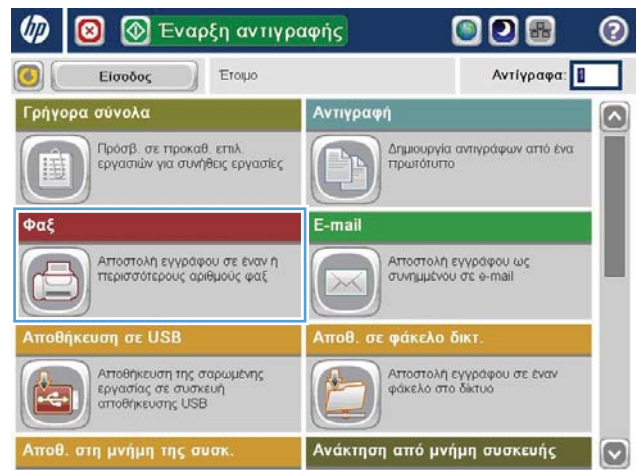 hp
Έναρξη αντιγραφής
?
Είσοδος
Έτοιμο
Αντίγραφα: 1
Γρήγορα σύνολα
Πρόσβ. σε προκαθ. επιλ.
εργασιών για συνήθεις εργασίες
Αντιγραφή
Δημιουργία αντιγράφων από ένα
πρωτότυπο
Φαξ
Αποστολή εγγράφου σε έναν ή
περισσότερους αριθμούς φαξ
E-mail
Αποστολή εγγράφου ως
συνημμένου σε e-mail
Αποθήκευση σε USB
Αποθήκευση της σαρωμένης
εργασίας σε συσκευή
αποθήκευσης USB
Αποθ. σε φάκελο δικτ.
Αποστολή εγγράφου σε έναν
φάκελο στο δίκτυο
Αποθ. στη μνήμη της συσκ.
Ανάκτηση από μνήμη συσκευής